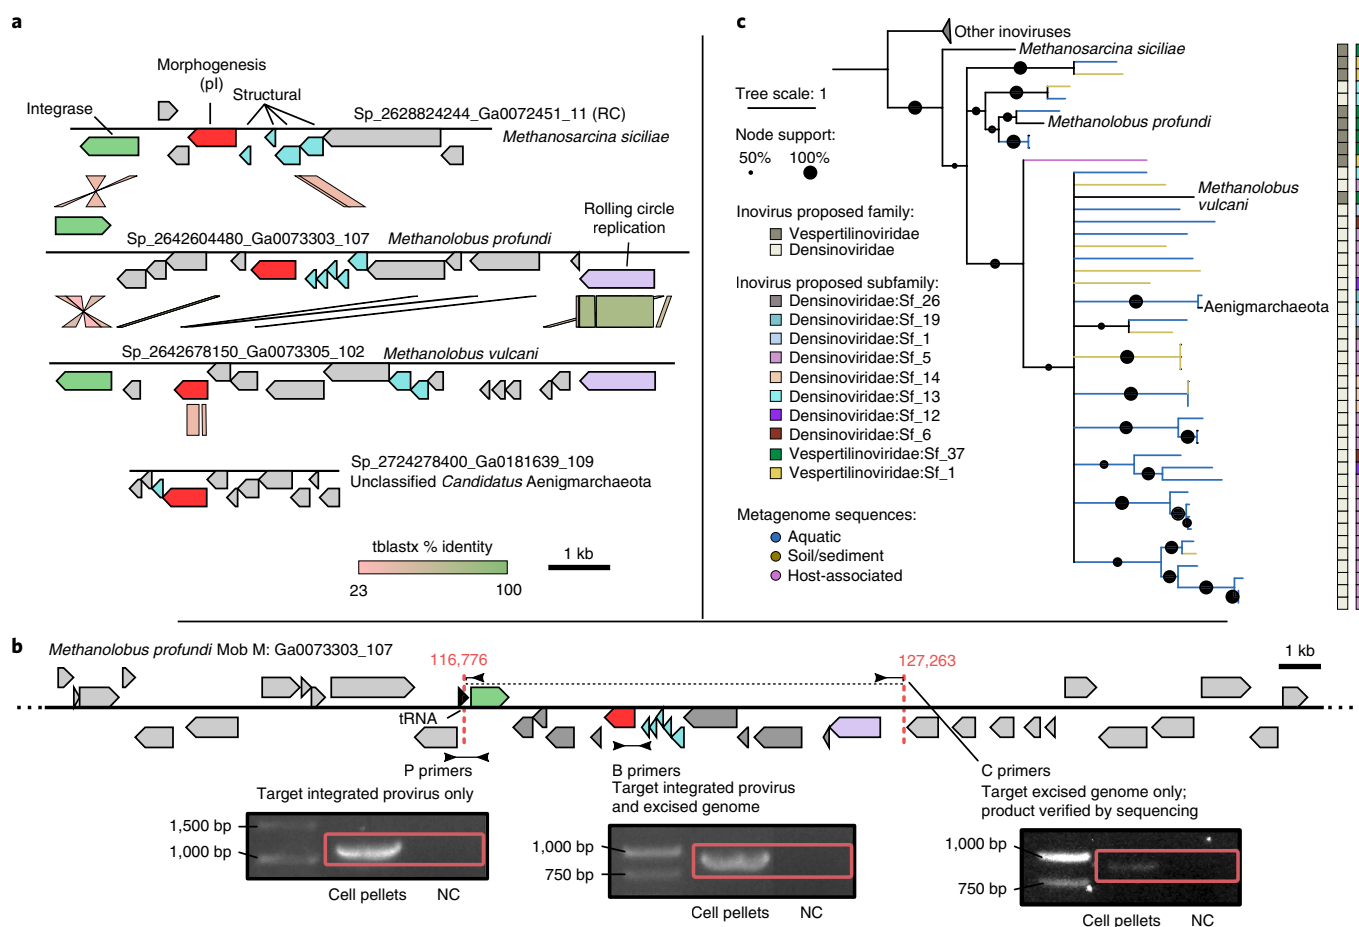 a
Morphogenesis
(pI)
Structural
Integrase
Sp_2628824244_Ga0072451_11 (RC)
Methanosarcina siciliae
Rolling circle
replication
Sp_2642604480_Ga0073303_107 Methanolobus profundi
Sp_2642678150_Ga0073305_102 Methanolobus vulcani
Sp_2724278400_Ga0181639_109
Unclassified Candidatus Aenigmarchaeota
tblastx % identity
23 100
1 kb
c
Other inoviruses
Methanosarcina siciliae
Tree scale: 1
Node support:
50% 100%
Methanolobus profundi
Methanolobus
vulcani
Aenigmarchaeota
Inovirus proposed family:
Vespertilinoviridae
Densinoviridae
Inovirus proposed subfamily:
Densinoviridae:Sf_26
Densinoviridae:Sf_19
Densinoviridae:Sf_1
Densinoviridae:Sf_5
Densinoviridae:Sf_14
Densinoviridae:Sf_13
Densinoviridae:Sf_12
Densinoviridae:Sf_6
Vespertilinoviridae:Sf_37
Vespertilinoviridae:Sf_1
Metagenome sequences:
Aquatic
Soil/sediment
Host-associated
b
Methanolobus profundi Mob M: Ga0073303_107
116,776
127,263
1 kb
tRNA
P primers
Target integrated provirus only
1,500 bp
1,000 bp
Cell pellets NC
B primers
Target integrated provirus
and excised genome
1,000 bp
750 bp
Cell pellets NC
C primers
Target excised genome only;
product verified by sequencing
1,000 bp
750 bp
Cell pellets NC